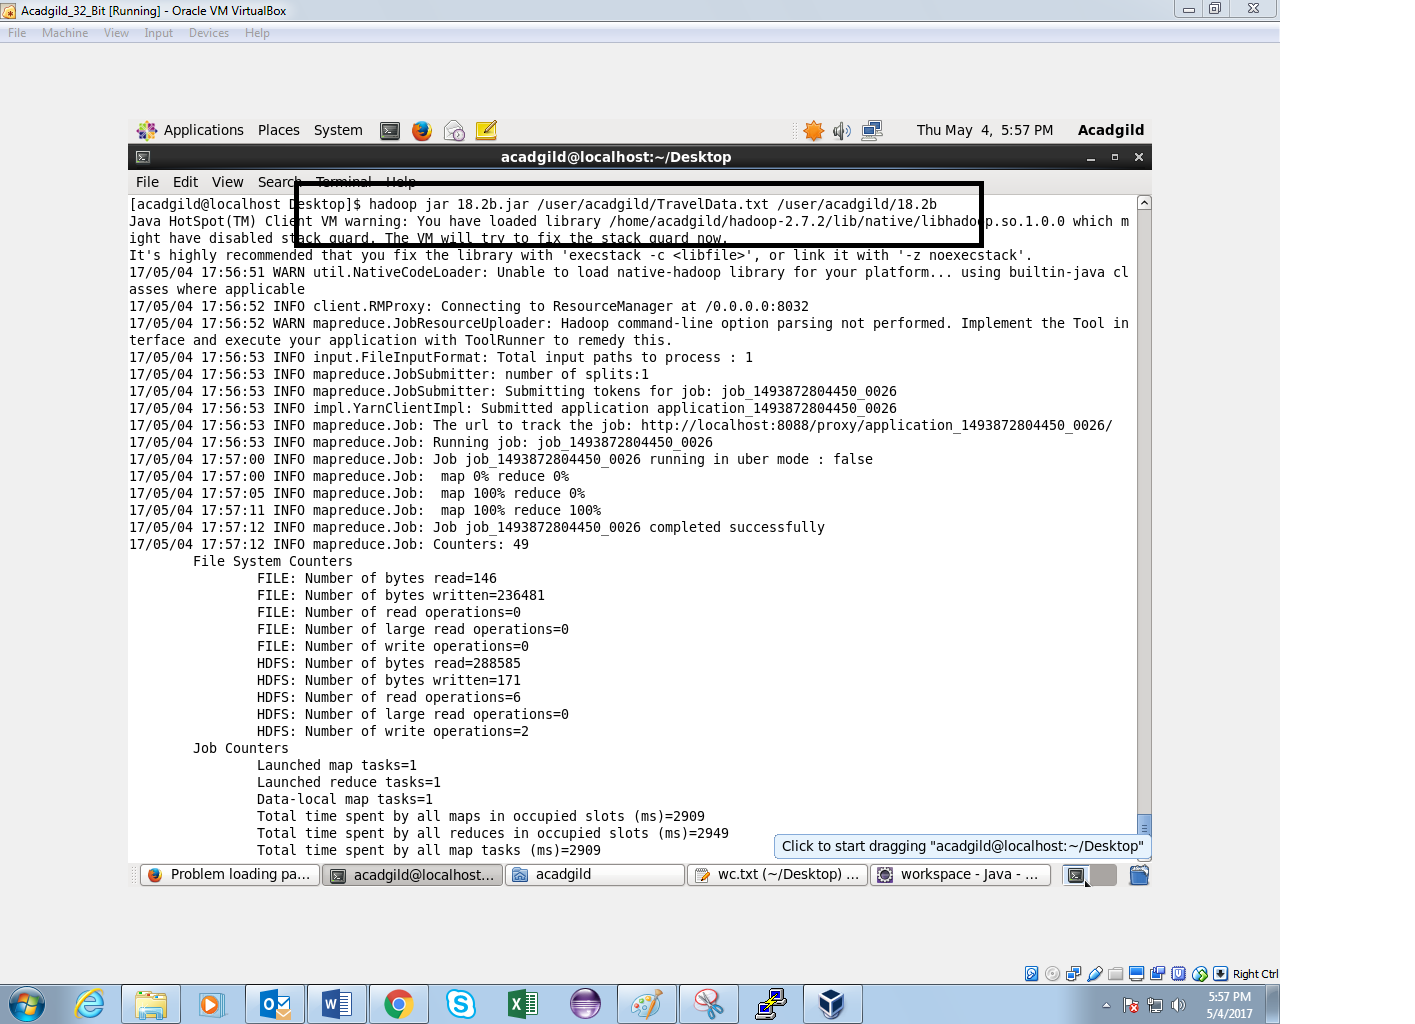 Acadgild_32_Bit [Running] - Oracle VM VirtualBox
File Machine View Input Devices Help
Applications Places System Thu May 4, 5:57 PM Acadgild
acadgild@localhost:~/Desktop
File Edit View Search Terminal Help
[acadgild@localhost Desktop]$ hadoop jar 18.2b.jar /user/acadgild/TravelData.txt /user/acadgild/18.2b
Java HotSpot(TM) Client VM warning: You have loaded library /home/acadgild/hadoop-2.7.2/lib/native/libhadoop.so.1.0.0 which m
ight have disabled stack guard. The VM will try to fix the stack guard now.
It's highly recommended that you fix the library with 'execstack -c <libfile>', or link it with '-z noexecstack'.
17/05/04 17:56:51 WARN util.NativeCodeLoader: Unable to load native-hadoop library for your platform... using builtin-java cl
asses where applicable
17/05/04 17:56:52 INFO client.RMProxy: Connecting to ResourceManager at /0.0.0.0:8032
17/05/04 17:56:52 WARN mapreduce.JobResourceUploader: Hadoop command-line option parsing not performed. Implement the Tool in
terface and execute your application with ToolRunner to remedy this.
17/05/04 17:56:53 INFO input.FileInputFormat: Total input paths to process : 1
17/05/04 17:56:53 INFO mapreduce.JobSubmitter: number of splits:1
17/05/04 17:56:53 INFO mapreduce.JobSubmitter: Submitting tokens for job: job_1493872804450_0026
17/05/04 17:56:53 INFO impl.YarnClientImpl: Submitted application application_1493872804450_0026
17/05/04 17:56:53 INFO mapreduce.Job: The url to track the job: http://localhost:8088/proxy/application_1493872804450_0026/
17/05/04 17:56:53 INFO mapreduce.Job: Running job: job_1493872804450_0026
17/05/04 17:57:00 INFO mapreduce.Job: Job job_1493872804450_0026 running in uber mode : false
17/05/04 17:57:00 INFO mapreduce.Job:  map 0% reduce 0%
17/05/04 17:57:05 INFO mapreduce.Job:  map 100% reduce 0%
17/05/04 17:57:11 INFO mapreduce.Job:  map 100% reduce 100%
17/05/04 17:57:12 INFO mapreduce.Job: Job job_1493872804450_0026 completed successfully
17/05/04 17:57:12 INFO mapreduce.Job: Counters: 49
File System Counters
FILE: Number of bytes read=146
FILE: Number of bytes written=236481
FILE: Number of read operations=0
FILE: Number of large read operations=0
FILE: Number of write operations=0
HDFS: Number of bytes read=288585
HDFS: Number of bytes written=171
HDFS: Number of read operations=6
HDFS: Number of large read operations=0
HDFS: Number of write operations=2
Job Counters
Launched map tasks=1
Launched reduce tasks=1
Data-local map tasks=1
Total time spent by all maps in occupied slots (ms)=2909
Total time spent by all reduces in occupied slots (ms)=2949
Total time spent by all map tasks (ms)=2909
Click to start dragging "acadgild@localhost:~/Desktop"
Problem loading pa... acadgild@localhost... acadgild wc.txt (~/Desktop) ... workspace - Java - ...
Right Ctrl
5:57 PM
5/4/2017